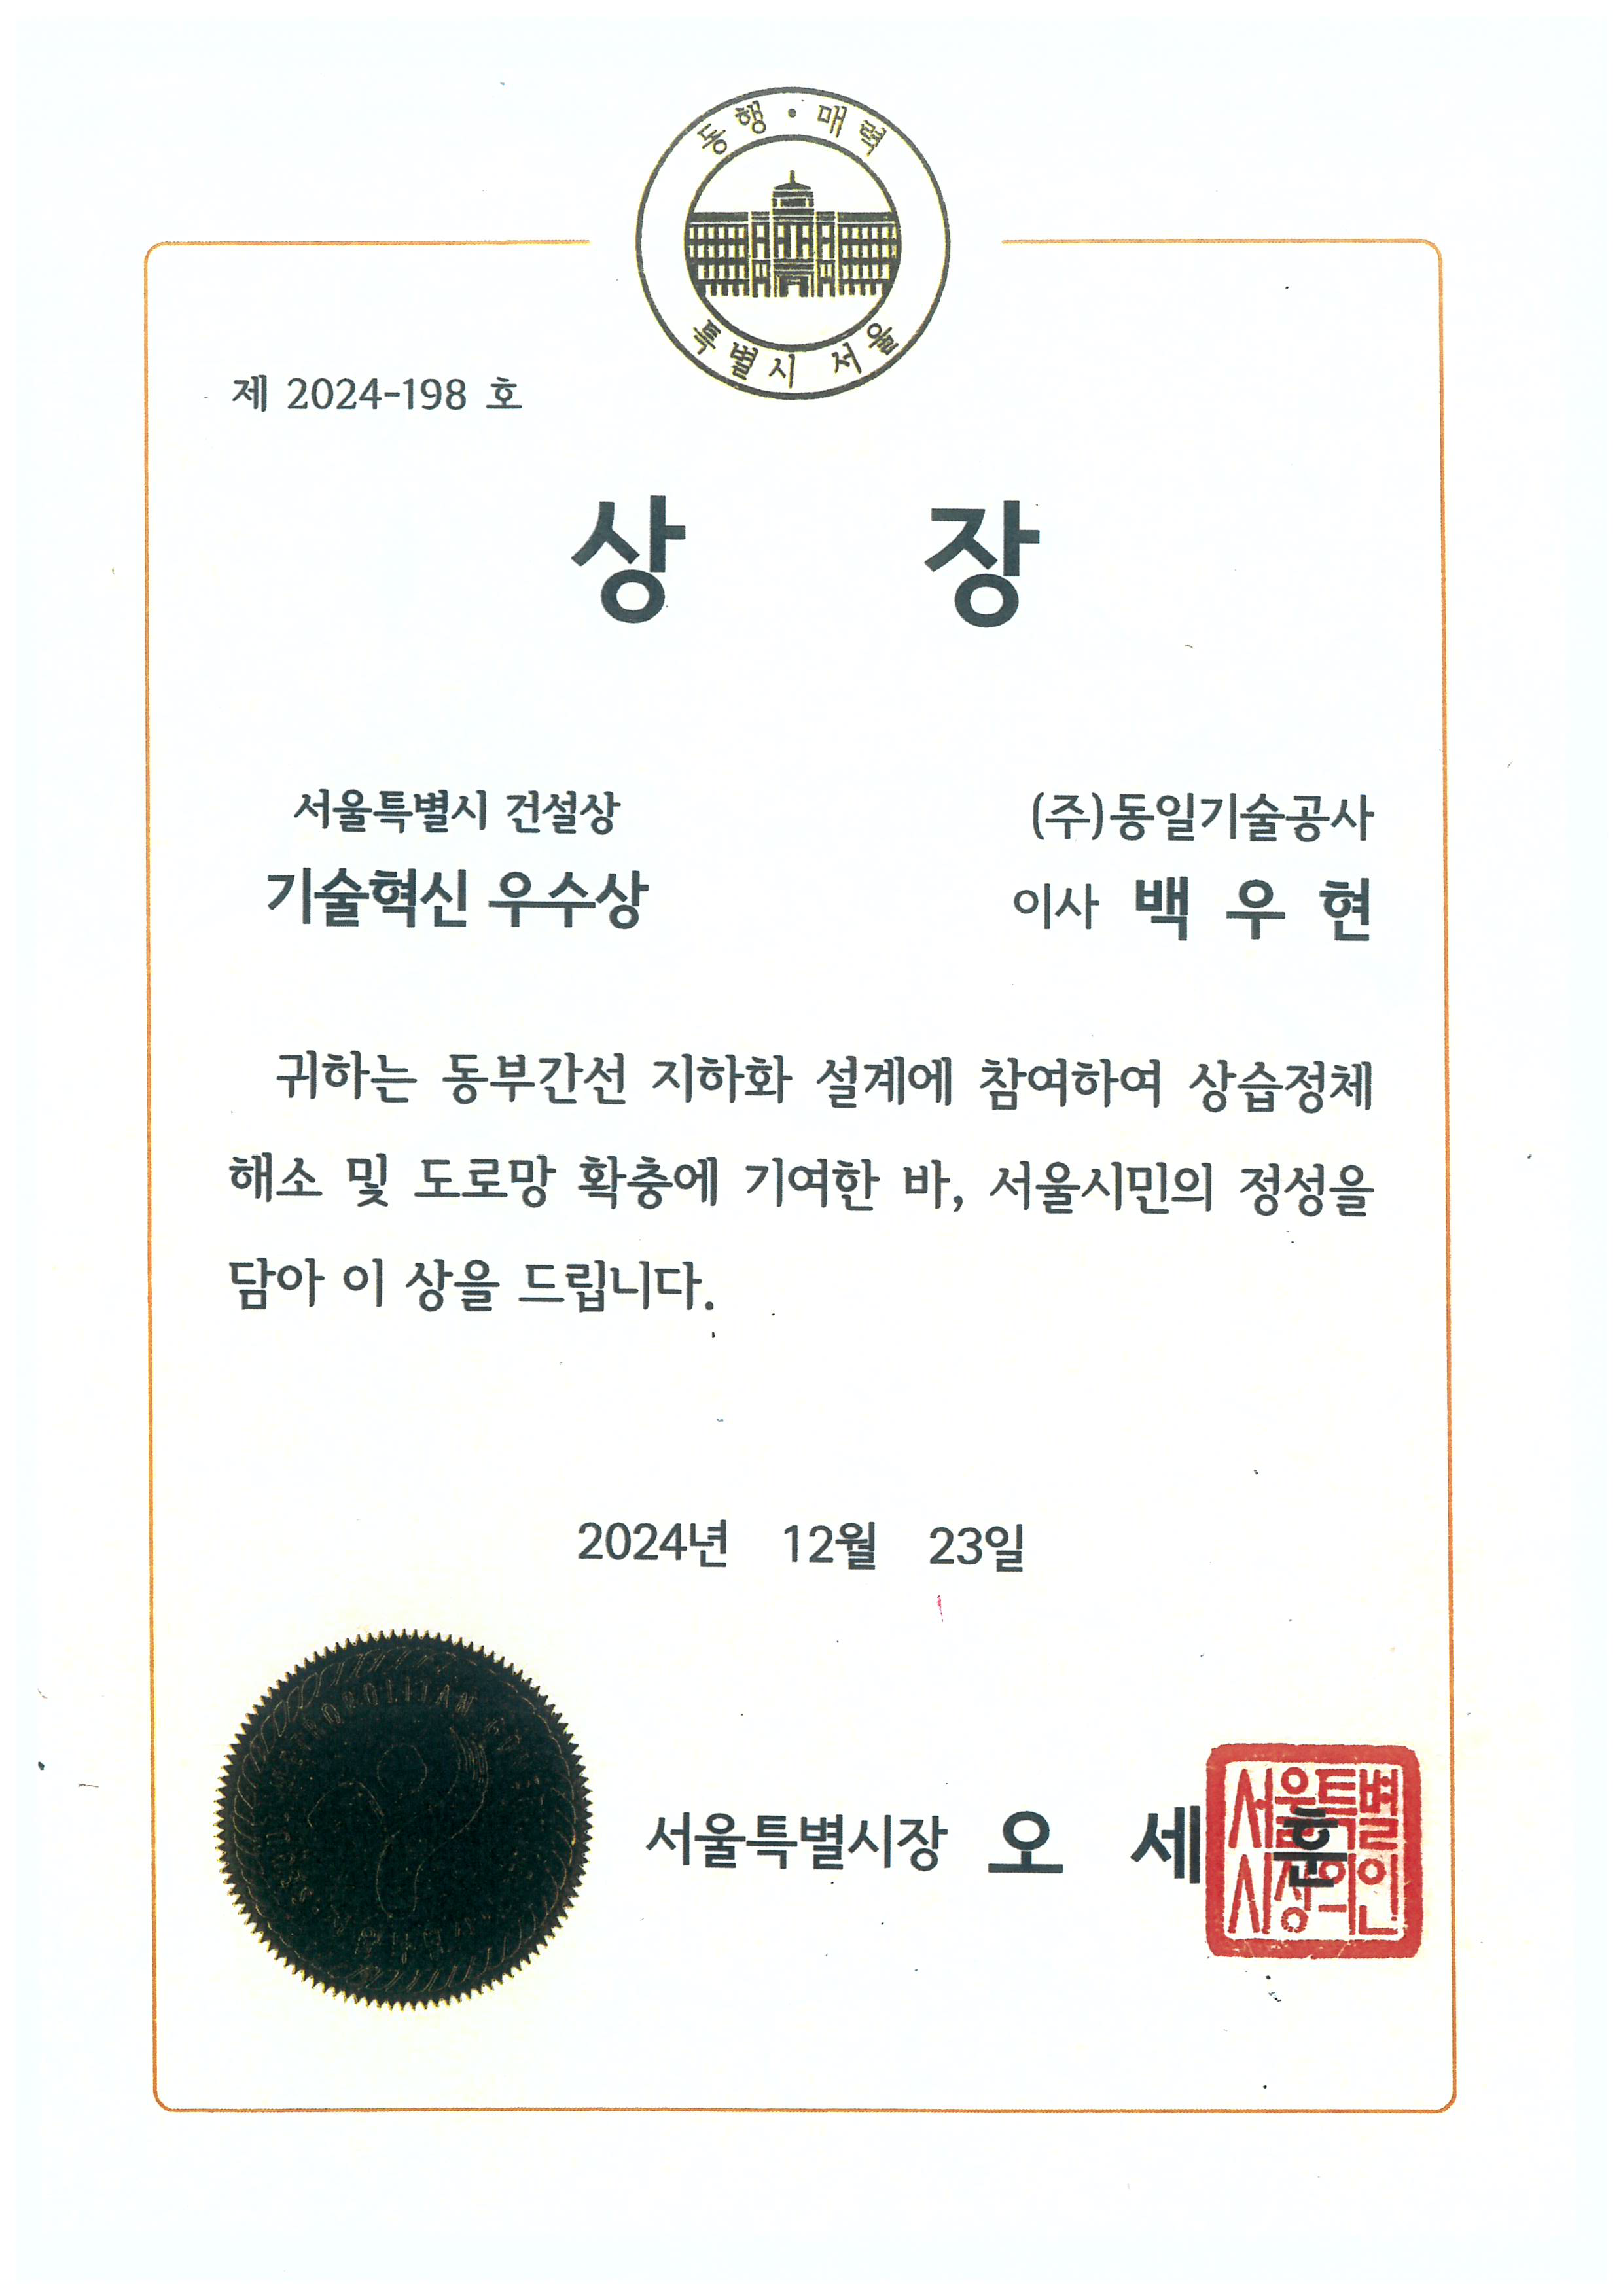 동행·매력
특별시 서울
제 2024-198 호
상 장
서울특별시 건설상
기술혁신 우수상
(주)동일기술공사
이사 백 우 현
귀하는 동부간선 지하화 설계에 참여하여 상습정체
해소 및 도로망 확충에 기여한 바, 서울시민의 정성을
담아 이 상을 드립니다.
2024년 12월 23일
METROPOLITAN
서울특별시장 오 세 훈
서울특별
시장의인